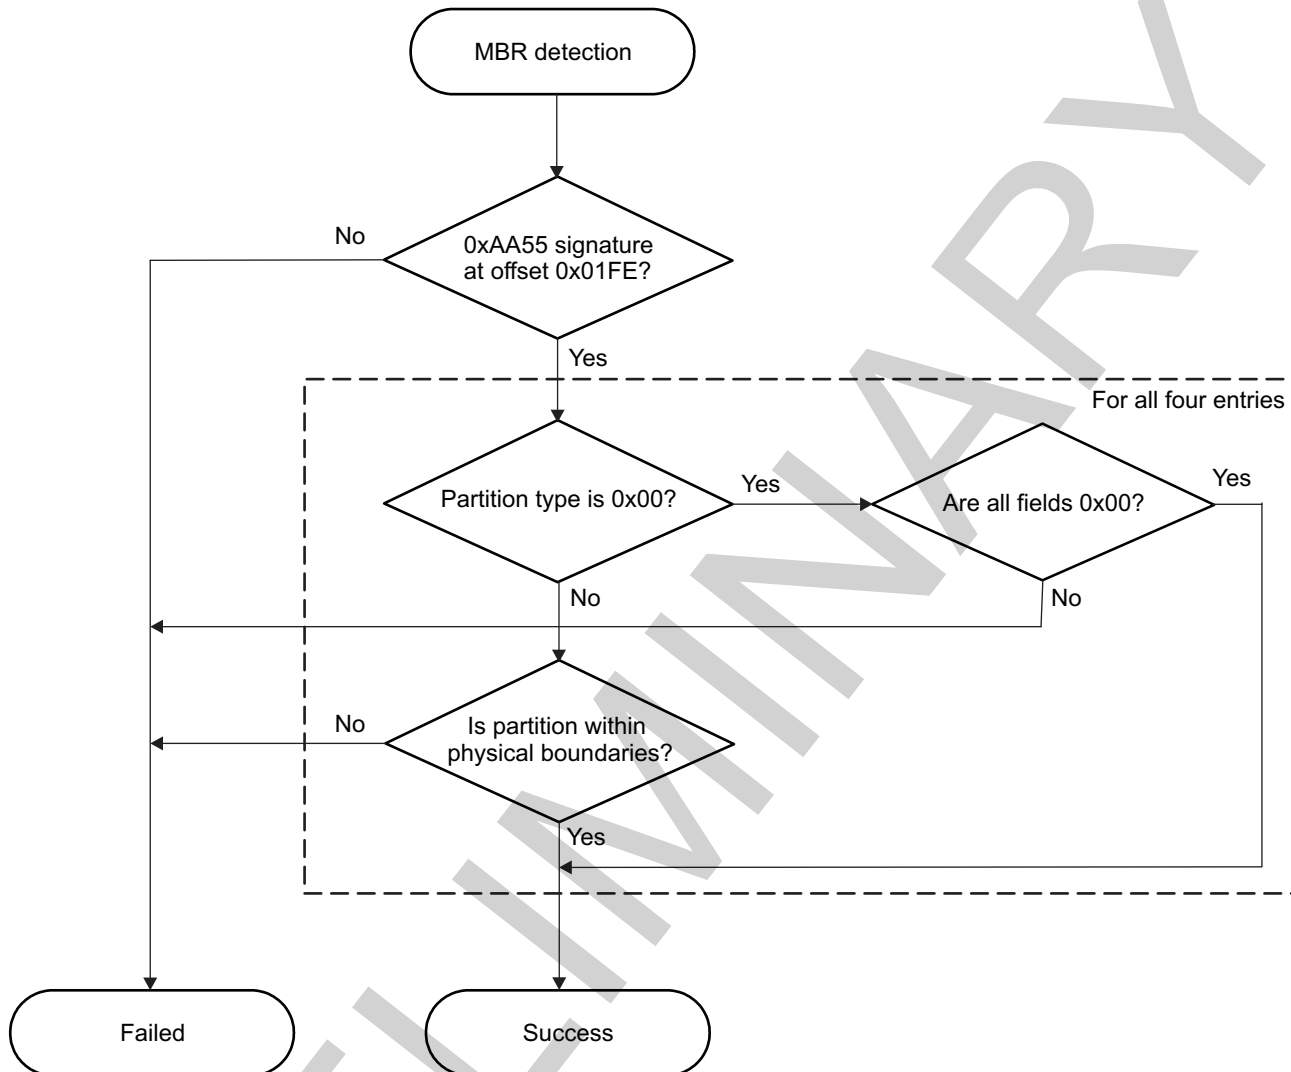 MBR detection
No
0xAA55 signature
at offset 0x01FE?
Yes
For all four entries
Partition type is 0x00?
Yes
Are all fields 0x00?
Yes
No
No
No
Is partition within
physical boundaries?
Yes
Failed
Success